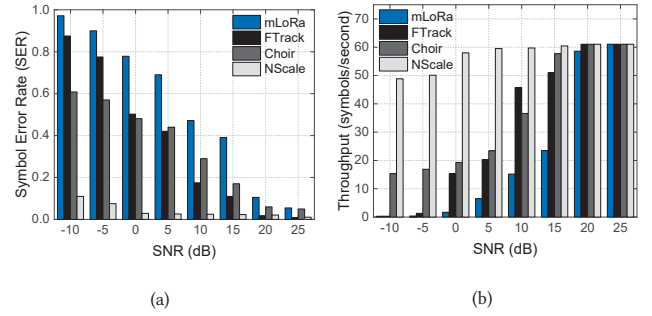 1.0
0.8
0.6
0.4
0.2
0.0
Symbol Error Rate (SER)
mLoRa
FTrack
Choir
NScale
-10 -5 0 5 10 15 20 25
SNR (dB)
(a)
70
60
50
40
30
20
10
0
Throughput (symbols/second)
mLoRa
FTrack
Choir
NScale
-10 -5 0 5 10 15 20 25
SNR (dB)
(b)